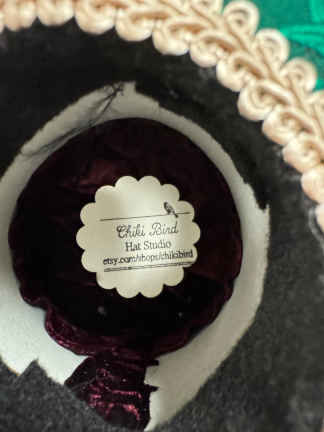 Chiki Bird
Hat Studio
etsy.com/shops/chikibird